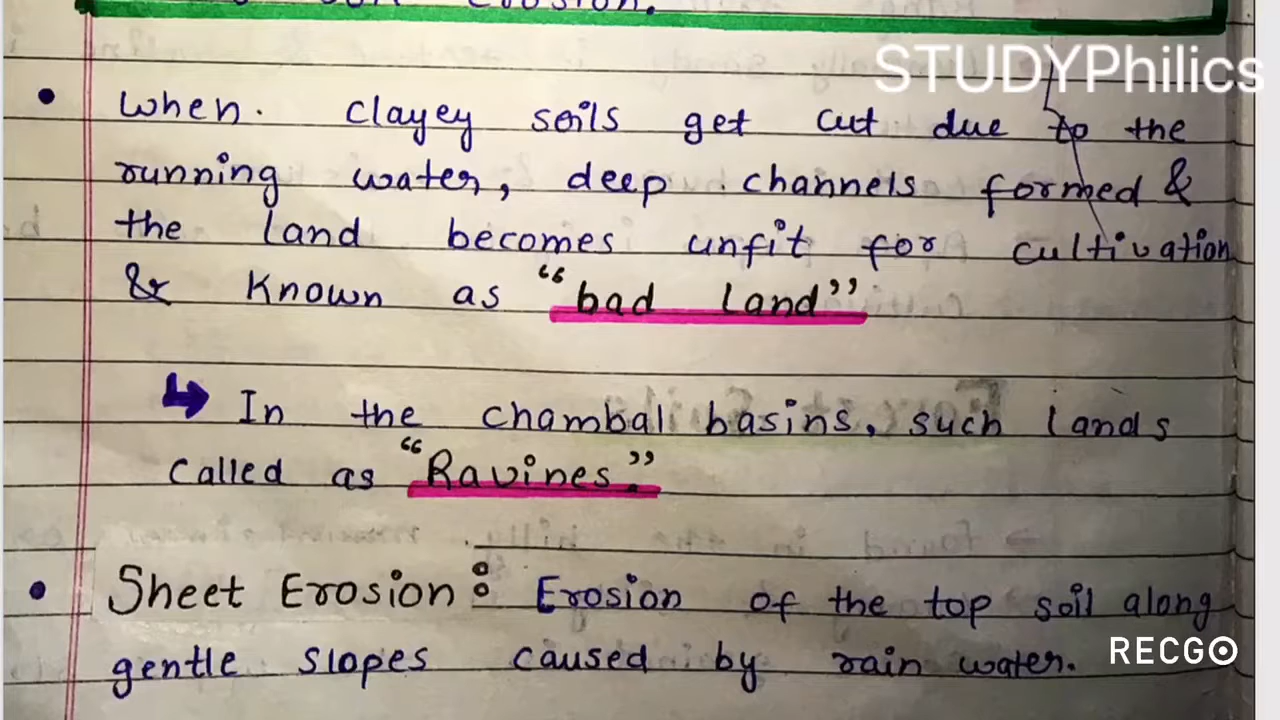 soil erosion.
STUDYPhilics
• When. clayey soils get cut due to the
running water, deep channels formed &
the land becomes unfit for cultivation
& known as “bad land”
↳ In the chambal basins, such lands
called as “Ravines.”
• Sheet Erosion: Erosion of the top soil along
gentle slopes caused by rain water.
RECGO